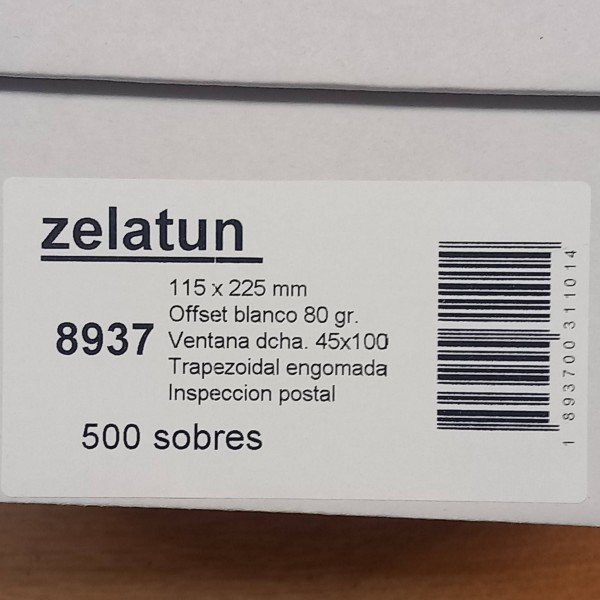 zelatun
8937
115 x 225 mm
Offset blanco 80 gr.
Ventana dcha. 45x100
Trapezoidal engomada
Inspeccion postal
500 sobres
1 893700 311014